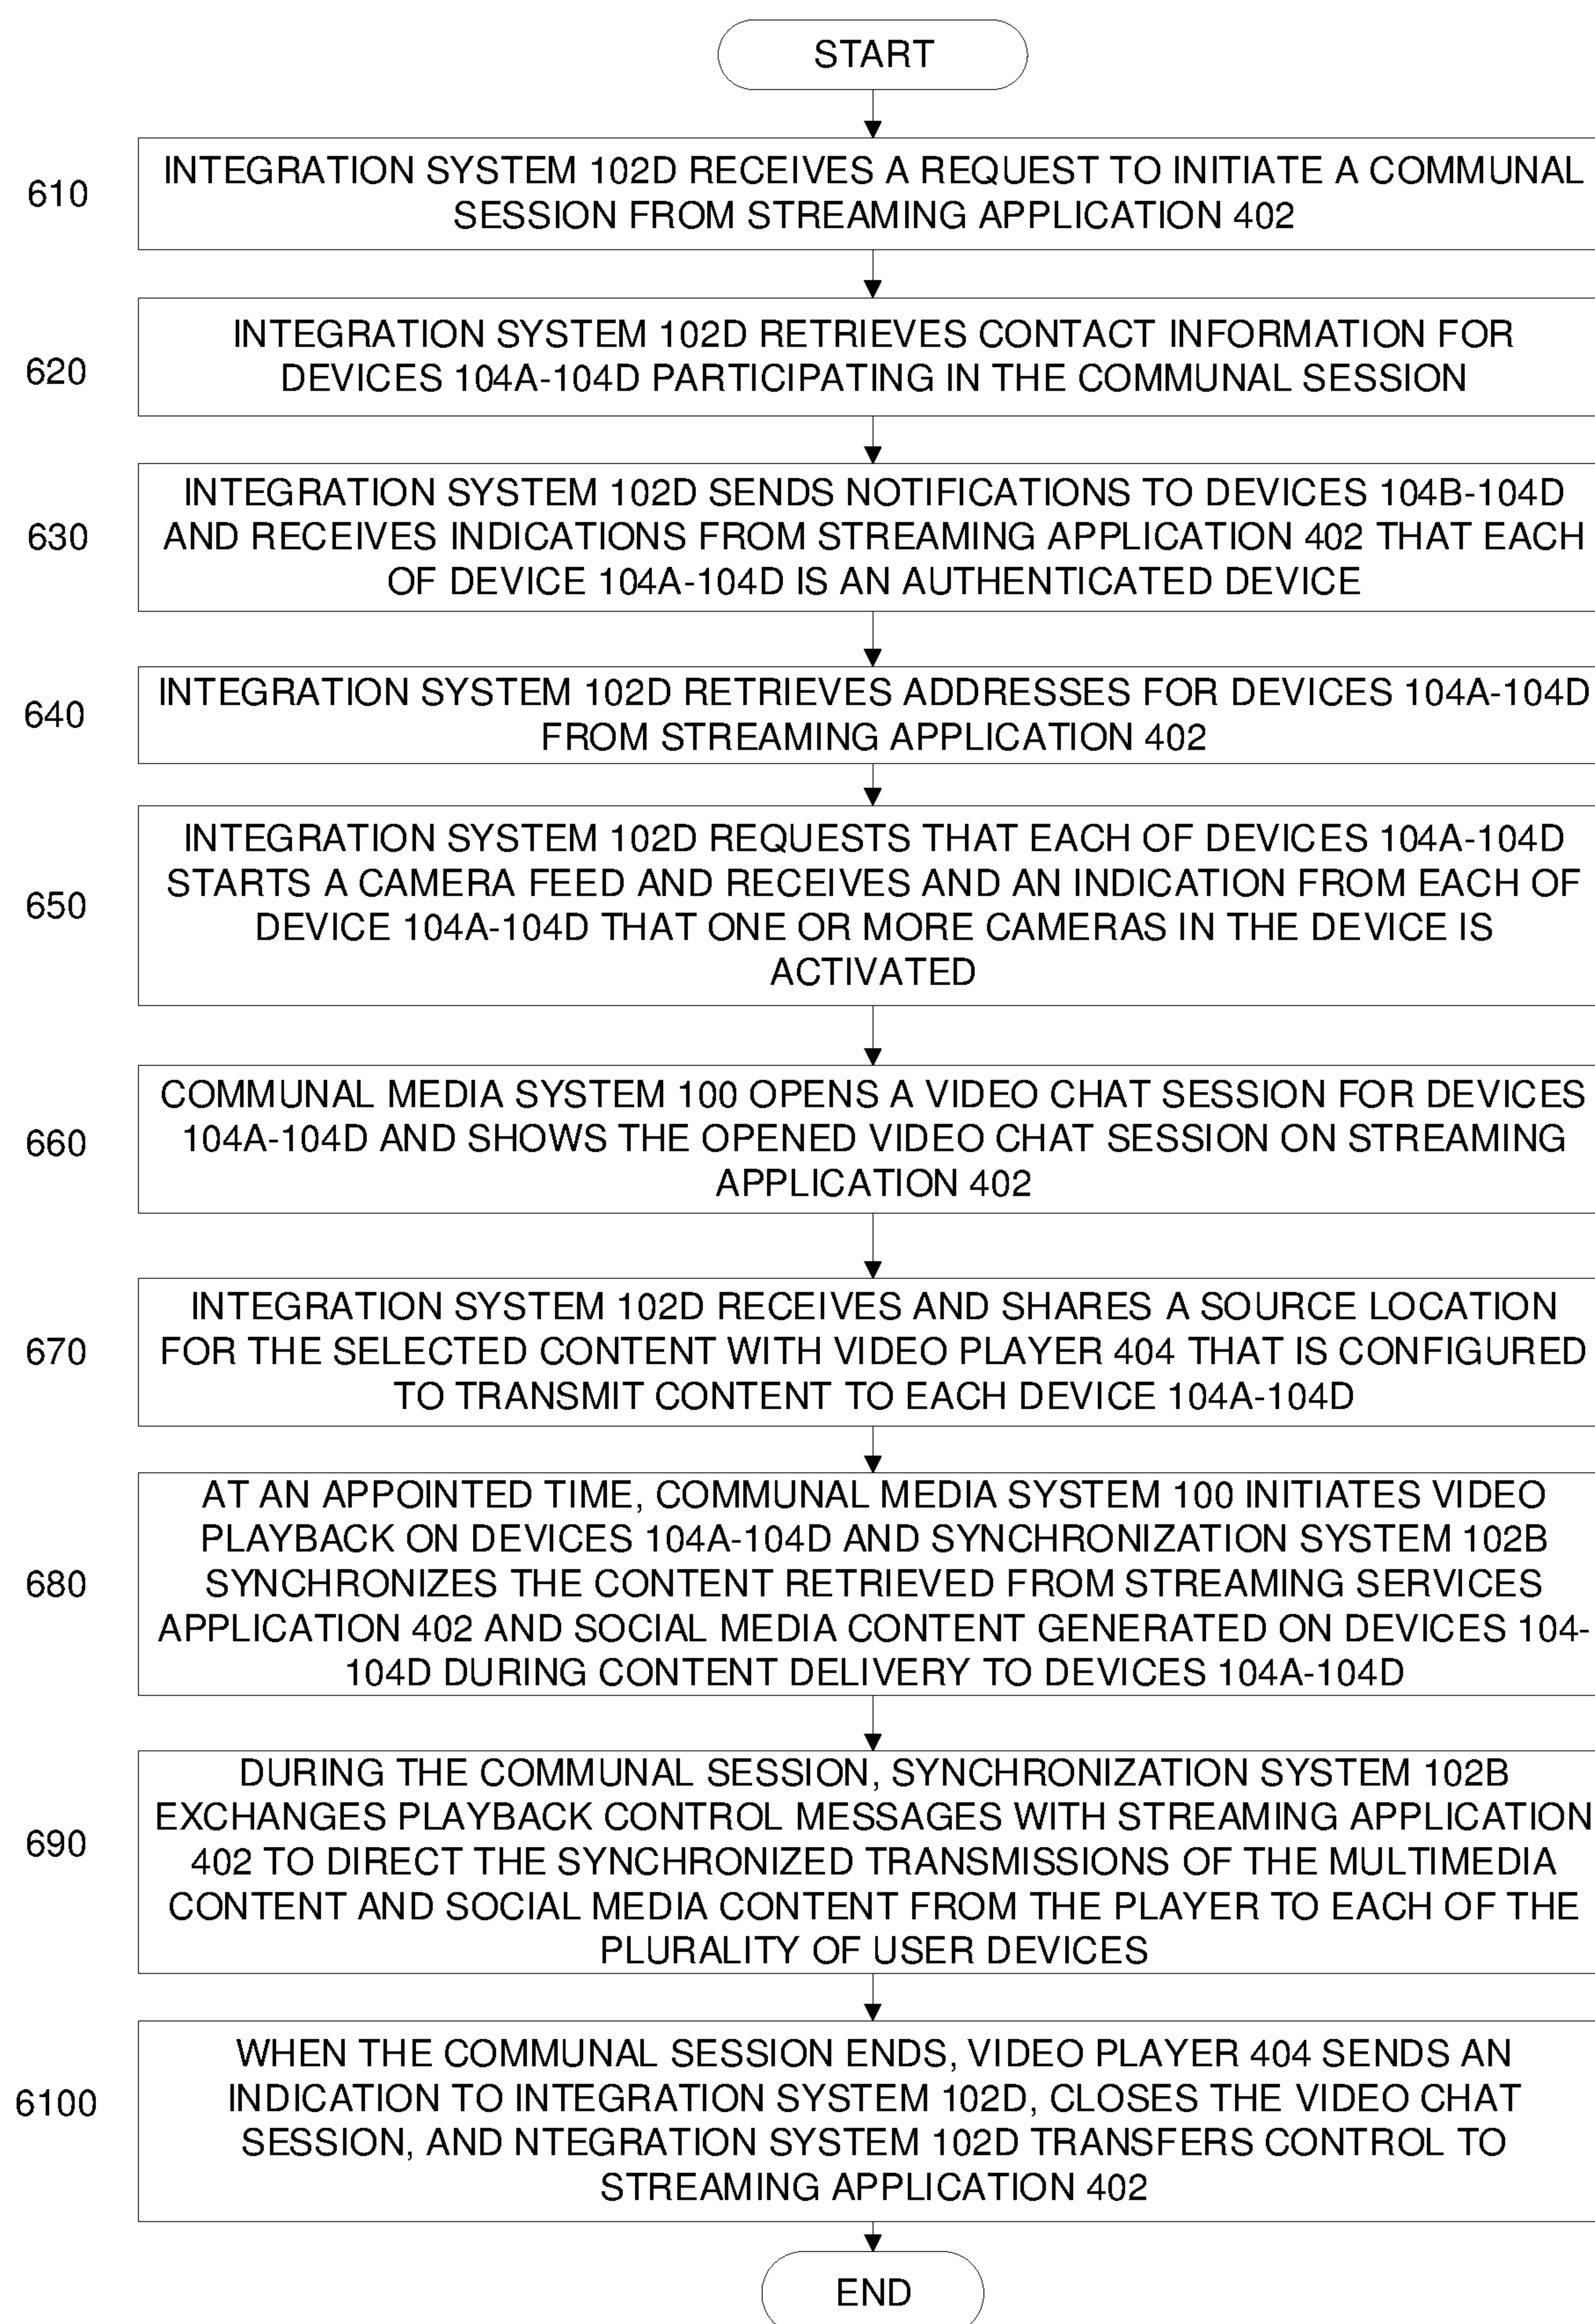 START
610
INTEGRATION SYSTEM 102D RECEIVES A REQUEST TO INITIATE A COMMUNAL
SESSION FROM STREAMING APPLICATION 402
620
INTEGRATION SYSTEM 102D RETRIEVES CONTACT INFORMATION FOR
DEVICES 104A-104D PARTICIPATING IN THE COMMUNAL SESSION
630
INTEGRATION SYSTEM 102D SENDS NOTIFICATIONS TO DEVICES 104B-104D
AND RECEIVES INDICATIONS FROM STREAMING APPLICATION 402 THAT EACH
OF DEVICE 104A-104D IS AN AUTHENTICATED DEVICE
640
INTEGRATION SYSTEM 102D RETRIEVES ADDRESSES FOR DEVICES 104A-104D
FROM STREAMING APPLICATION 402
650
INTEGRATION SYSTEM 102D REQUESTS THAT EACH OF DEVICES 104A-104D
STARTS A CAMERA FEED AND RECEIVES AND AN INDICATION FROM EACH OF
DEVICE 104A-104D THAT ONE OR MORE CAMERAS IN THE DEVICE IS
ACTIVATED
660
COMMUNAL MEDIA SYSTEM 100 OPENS A VIDEO CHAT SESSION FOR DEVICES
104A-104D AND SHOWS THE OPENED VIDEO CHAT SESSION ON STREAMING
APPLICATION 402
670
INTEGRATION SYSTEM 102D RECEIVES AND SHARES A SOURCE LOCATION
FOR THE SELECTED CONTENT WITH VIDEO PLAYER 404 THAT IS CONFIGURED
TO TRANSMIT CONTENT TO EACH DEVICE 104A-104D
680
AT AN APPOINTED TIME, COMMUNAL MEDIA SYSTEM 100 INITIATES VIDEO
PLAYBACK ON DEVICES 104A-104D AND SYNCHRONIZATION SYSTEM 102B
SYNCHRONIZES THE CONTENT RETRIEVED FROM STREAMING SERVICES
APPLICATION 402 AND SOCIAL MEDIA CONTENT GENERATED ON DEVICES 104-
104D DURING CONTENT DELIVERY TO DEVICES 104A-104D
690
DURING THE COMMUNAL SESSION, SYNCHRONIZATION SYSTEM 102B
EXCHANGES PLAYBACK CONTROL MESSAGES WITH STREAMING APPLICATION
402 TO DIRECT THE SYNCHRONIZED TRANSMISSIONS OF THE MULTIMEDIA
CONTENT AND SOCIAL MEDIA CONTENT FROM THE PLAYER TO EACH OF THE
PLURALITY OF USER DEVICES
6100
WHEN THE COMMUNAL SESSION ENDS, VIDEO PLAYER 404 SENDS AN
INDICATION TO INTEGRATION SYSTEM 102D, CLOSES THE VIDEO CHAT
SESSION, AND NTEGRATION SYSTEM 102D TRANSFERS CONTROL TO
STREAMING APPLICATION 402
END